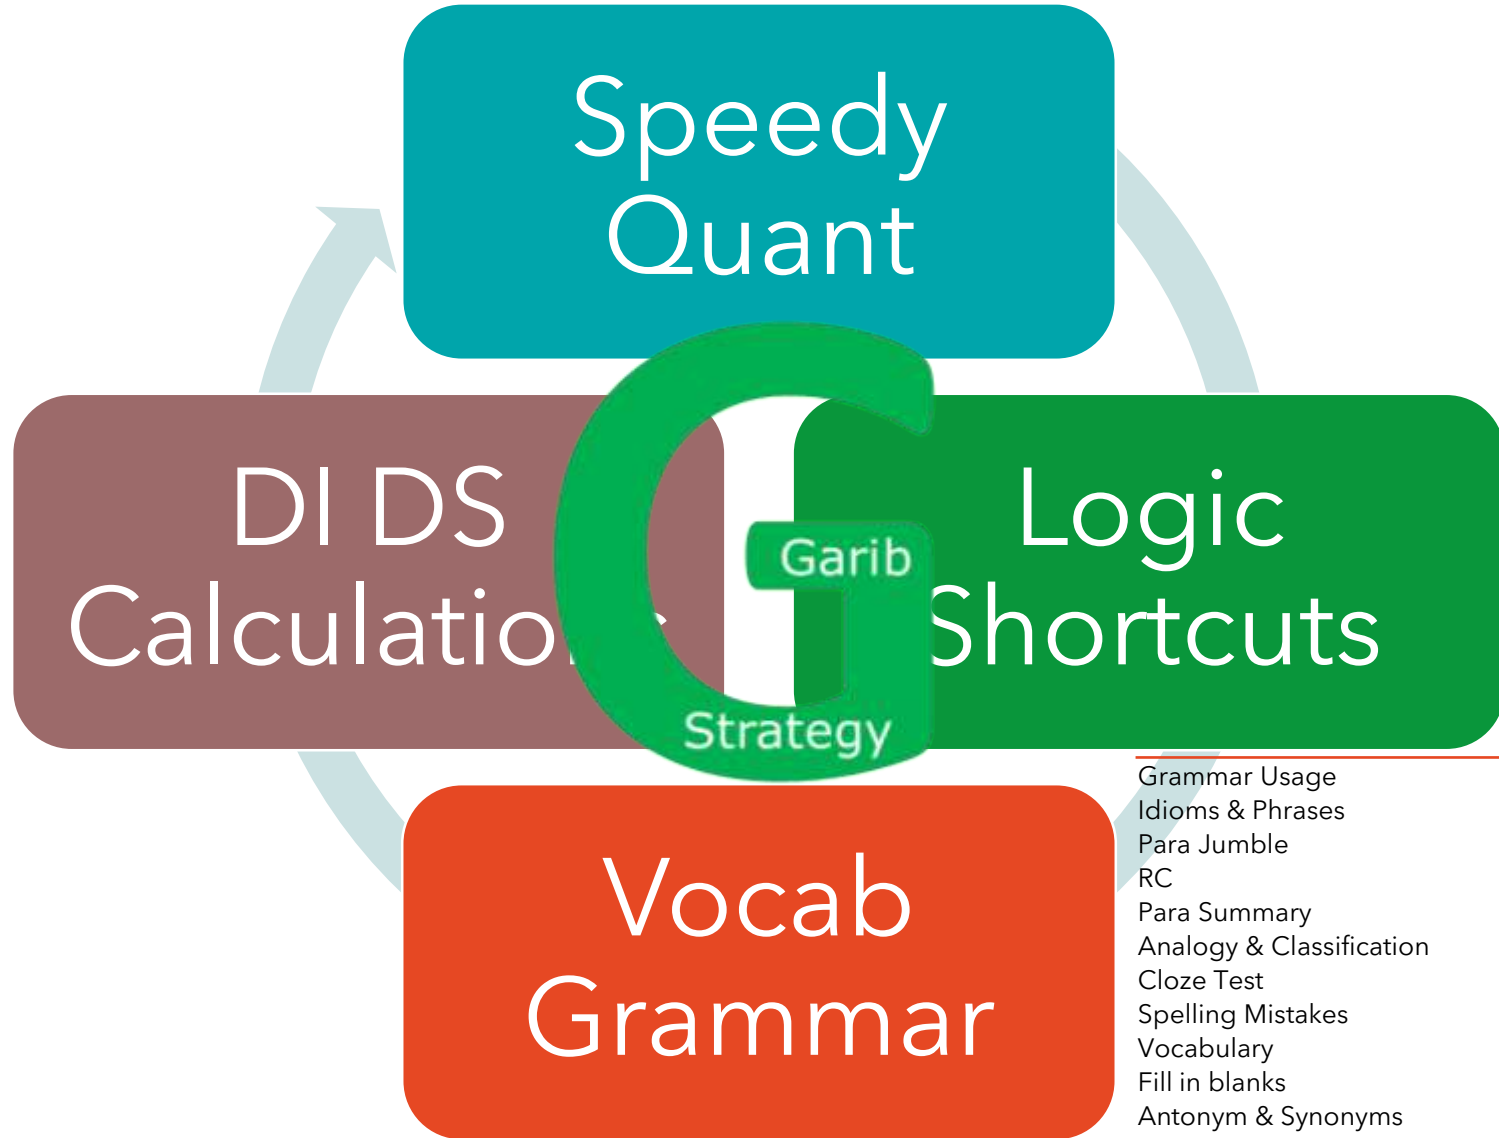 Speedy
Quant
DI DS
Calculations
Garib
Strategy
Logic
Shortcuts
Vocab
Grammar
Grammar Usage
Idioms & Phrases
Para Jumble
RC
Para Summary
Analogy & Classification
Cloze Test
Spelling Mistakes
Vocabulary
Fill in blanks
Antonym & Synonyms